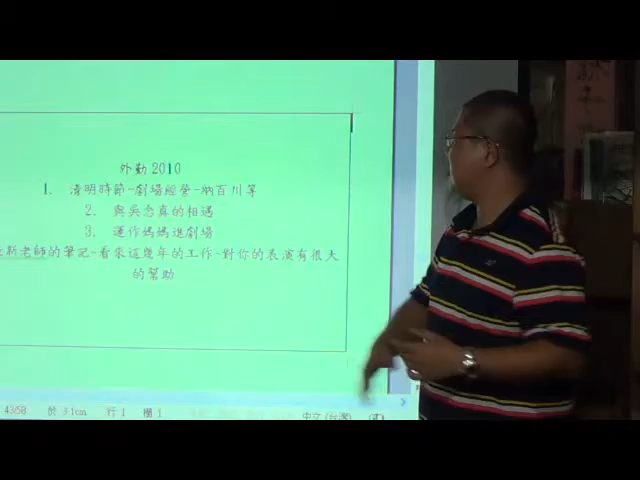 外勤 2010
1. 清明時節-劇場經營-納百川等
2. 與吳念真的相遇
3. 運作媽媽進劇場
新老師的筆記-看來這幾年的工作-對你的表演有很大
的幫助
43/58 於 3.1cm 行 1 欄 1 中文(台灣)